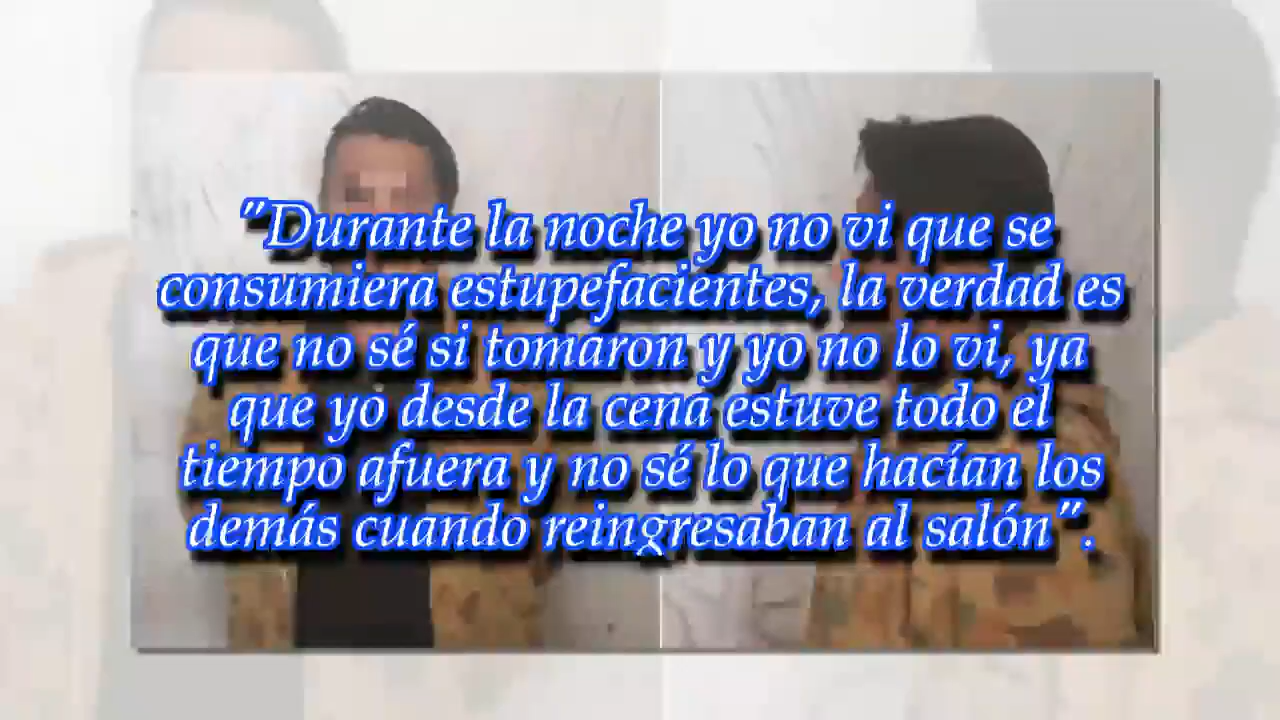 "Durante la noche yo no vi que se
consumiera estupefacientes, la verdad es
que no sé si tomaron y yo no lo vi, ya
que yo desde la cena estuve todo el
tiempo afuera y no sé lo que hacían los
demás cuando reingresaban al salón".